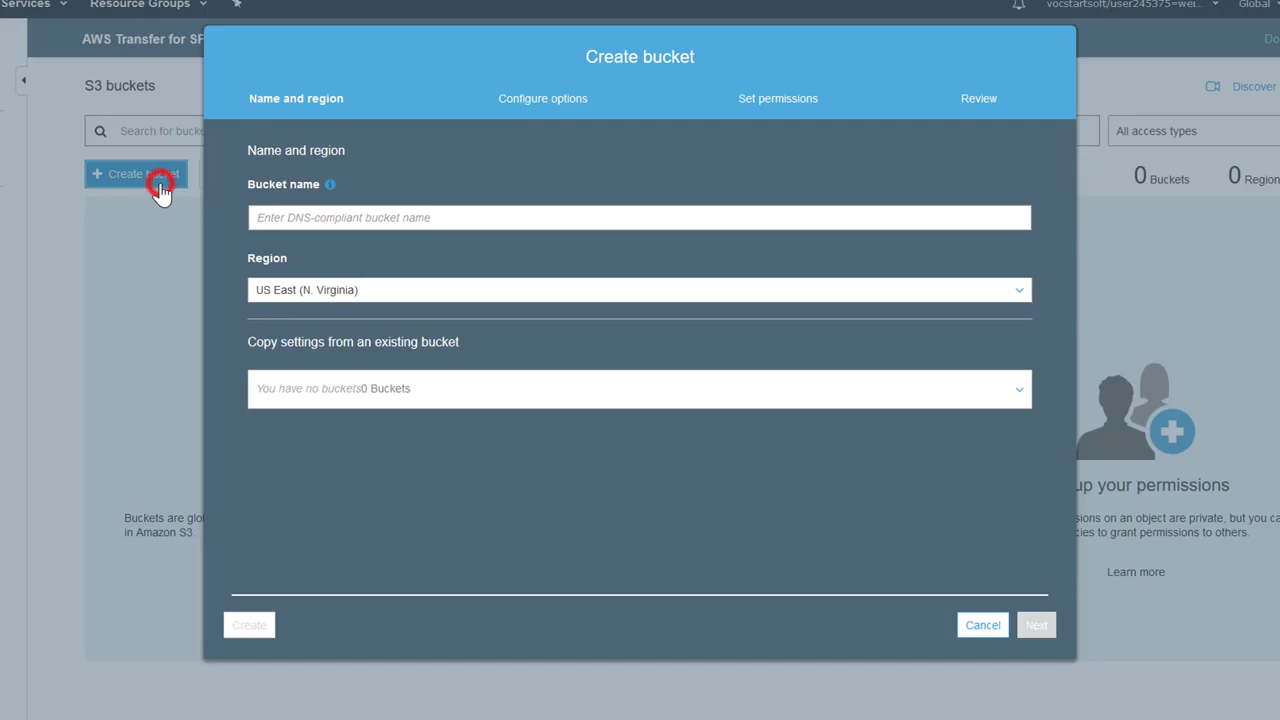 Services
Resource Groups
vocstartsoft/user245375=wei...
Global
AWS Transfer for SF
Do
Create bucket
S3 buckets
Discover
Name and region
Configure options
Set permissions
Review
Search for bucke
All access types
Name and region
Create bucket
0 Buckets
0 Region
Bucket name
Enter DNS-compliant bucket name
Region
US East (N. Virginia)
Copy settings from an existing bucket
You have no buckets0 Buckets
up your permissions
Buckets are glo
in Amazon S3.
sions on an object are private, but you ca
cies to grant permissions to others.
Learn more
Create
Cancel
Next